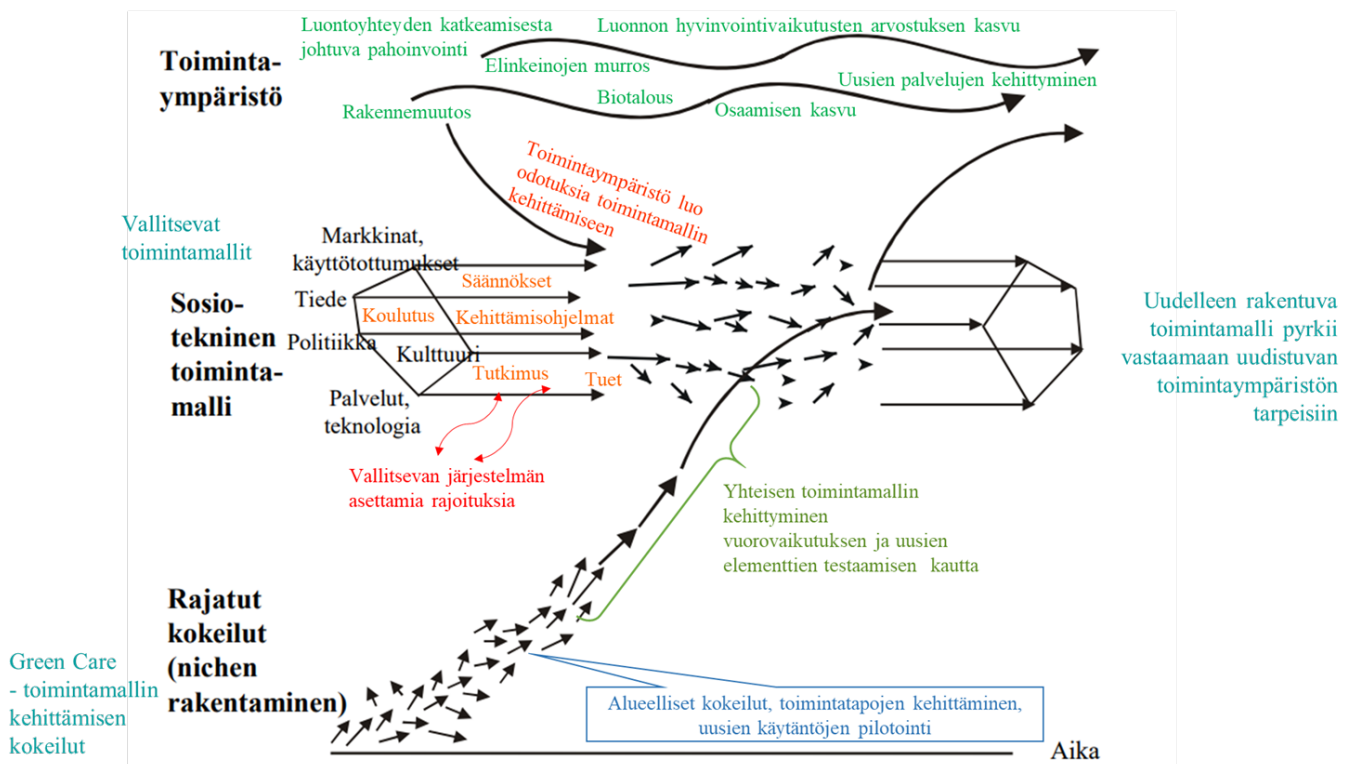 Luontoyhteyden katkeamisesta
johtuva pahoinvointi
Luonnon hyvinvointivaikutusten arvostuksen kasvu
Toiminta-
ympäristö
Elinkeinojen murros
Uusien palvelujen kehittyminen
Rakennemuutos
Biotalous
Osaamisen kasvu
Toimintaympäristö luo
odotuksia toimintamallin
kehittämiseen
Vallitsevat
toimintamallit
Markkinat,
käyttötottumukset
Säännökset
Sosio-
tekninen
toiminta-
malli
Tiede
Koulutus
Kehittämisohjelmat
Politiikka
Kulttuuri
Tutkimus
Tuet
Palvelut,
teknologia
Uudelleen rakentuva
toimintamalli pyrkii
vastaamaan uudistuvan
toimintaympäristön
tarpeisiin
Vallitsevan järjestelmän
asettamia rajoituksia
Yhteisen toimintamallin
kehittyminen
vuorovaikutuksen ja uusien
elementtien testaamisen kautta
Rajatut
kokeilut
(nichen
rakentaminen)
Green Care
- toimintamallin
kehittämisen
kokeilut
Alueelliset kokeilut, toimintatapojen kehittäminen,
uusien käytäntöjen pilotointi
Aika